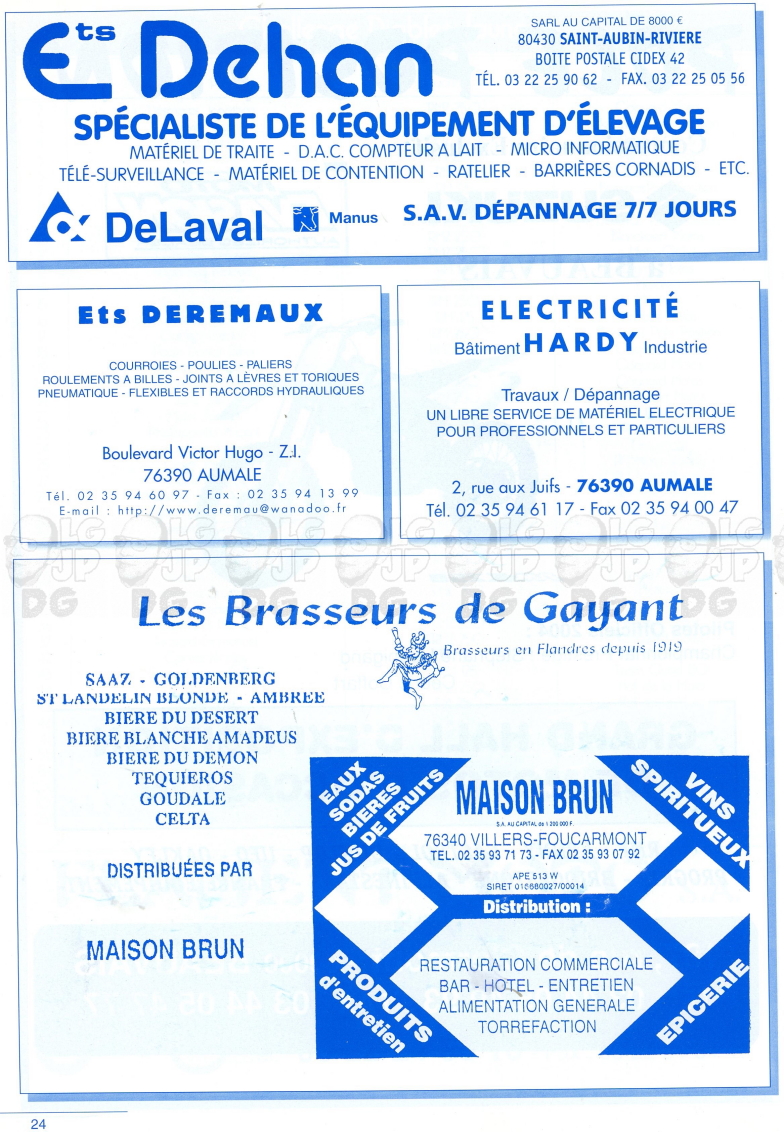 Ets Dehan
SARL AU CAPITAL DE 8000 €
80430 SAINT-AUBIN-RIVIERE
BOITE POSTALE CIDEX 42
TÉL. 03 22 25 90 62 - FAX. 03 22 25 05 56
SPÉCIALISTE DE L'ÉQUIPEMENT D'ÉLEVAGE
MATÉRIEL DE TRAITE - D.A.C. COMPTEUR A LAIT - MICRO INFORMATIQUE
TÉLÉ-SURVEILLANCE - MATÉRIEL DE CONTENTION - RATELIER - BARRIÈRES CORNADIS - ETC.
DeLaval
Manus
S.A.V. DÉPANNAGE 7/7 JOURS
Ets DEREMAUX
COURROIES - POULIES - PALIERS
ROULEMENTS A BILLES - JOINTS A LÈVRES ET TORIQUES
PNEUMATIQUE - FLEXIBLES ET RACCORDS HYDRAULIQUES
Boulevard Victor Hugo - Z.I.
76390 AUMALE
Tél. 02 35 94 60 97 - Fax : 02 35 94 13 99
E-mail : http://www.deremau@wanadoo.fr
ELECTRICITÉ
Bâtiment HARDY Industrie
Travaux / Dépannage
UN LIBRE SERVICE DE MATÉRIEL ELECTRIQUE
POUR PROFESSIONNELS ET PARTICULIERS
2, rue aux Juifs - 76390 AUMALE
Tél. 02 35 94 61 17 - Fax 02 35 94 00 47
Les Brasseurs de Gayant
Brasseurs en Flandres depuis 1919
SAAZ - GOLDENBERG
ST LANDELIN BLONDE - AMBREE
BIERE DU DESERT
BIERE BLANCHE AMADEUS
BIERE DU DEMON
TEQUIEROS
GOUDALE
CELTA
DISTRIBUÉES PAR
MAISON BRUN
EAUX
SODAS
BIERES
JUS DE FRUITS
MAISON BRUN
S.A. AU CAPITAL de 1 200 000 F.
76340 VILLERS-FOUCARMONT
TEL. 02 35 93 71 73 - FAX 02 35 93 07 92
APE 513 W
SIRET 016680027/00014
VINS
SPIRITUEUX
Distribution :
RESTAURATION COMMERCIALE
BAR - HOTEL - ENTRETIEN
ALIMENTATION GENERALE
TORREFACTION
PRODUITS
d'entretien
EPICERIE
24